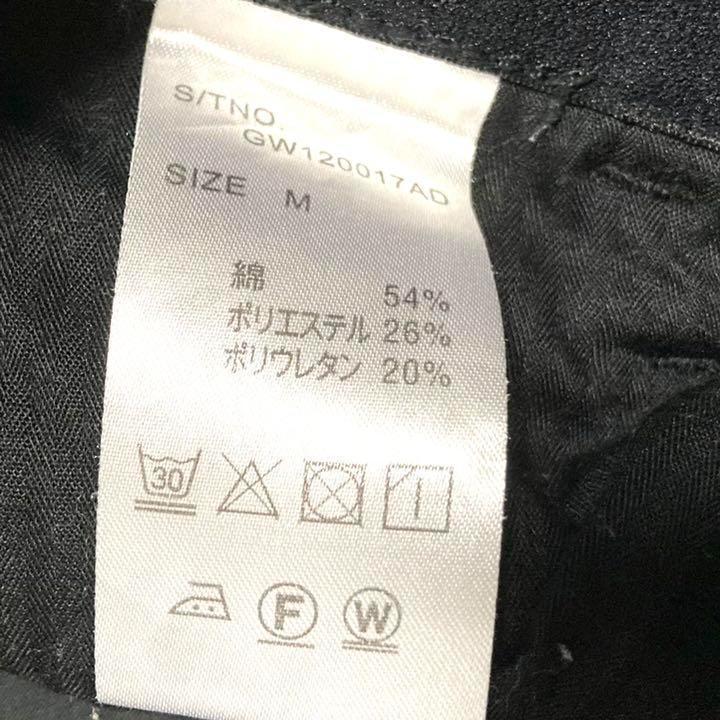 S/TNO.
GW120017AD
SIZE M
綿 54%
ポリエステル 26%
ポリウレタン 20%
30
F W